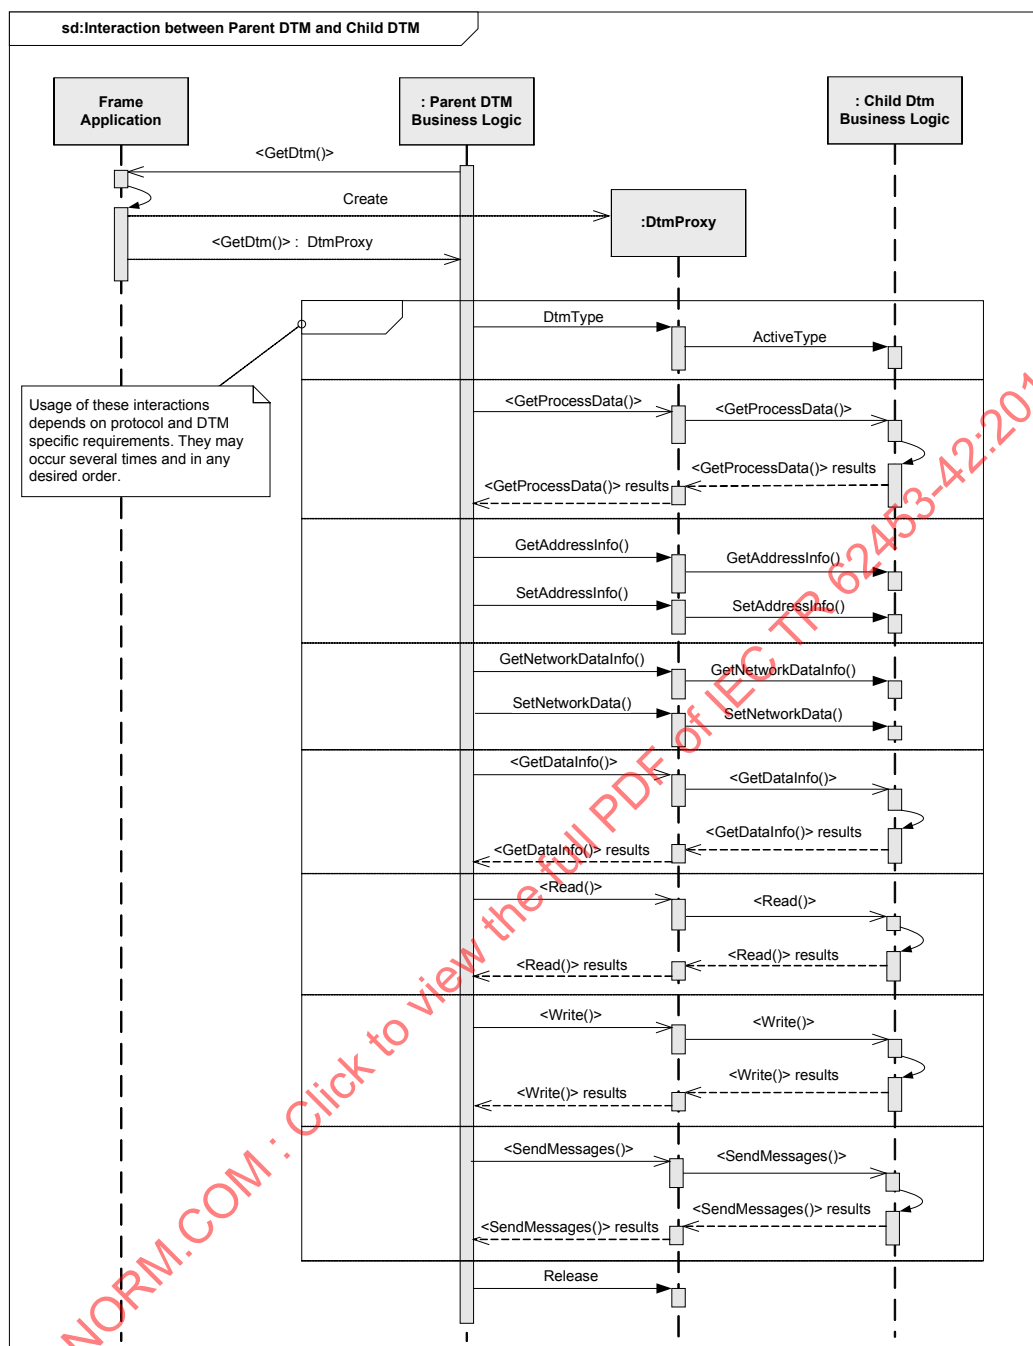 sd:Interaction between Parent DTM and Child DTM
Frame
Application
: Parent DTM
Business Logic
: Child Dtm
Business Logic
<GetDtm()>
Create
:DtmProxy
<GetDtm()> : DtmProxy
DtmType
ActiveType
Usage of these interactions
depends on protocol and DTM
specific requirements. They may
occur several times and in any
desired order.
<GetProcessData()>
<GetProcessData()>
<GetProcessData()> results
<GetProcessData()> results
GetAddressInfo()
GetAddressInfo()
SetAddressInfo()
SetAddressInfo()
GetNetworkDataInfo()
GetNetworkDataInfo()
SetNetworkData()
SetNetworkData()
<GetDataInfo()>
<GetDataInfo()>
<GetDataInfo()> results
<GetDataInfo()> results
<Read()>
<Read()>
<Read()> results
<Read()> results
<Write()>
<Write()>
<Write()> results
<Write()> results
<SendMessages()>
<SendMessages()>
<SendMessages()> results
<SendMessages()> results
Release
NORM.COM : Click to view the full PDF of IEC TR 62453-42:201